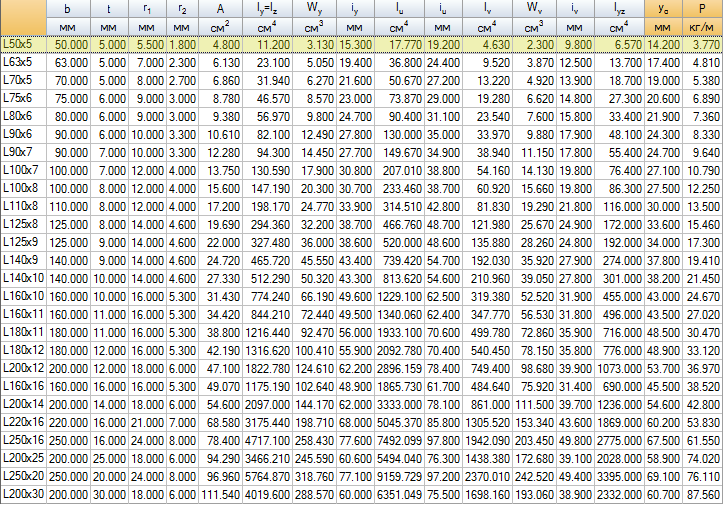 b t r₁ r₂ A I_y=I_z W_y i_y I_u i_u I_v W_v i_v I_yz y_o P
мм мм мм мм см² см⁴ см³ мм см⁴ мм см⁴ см³ мм см⁴ мм кг/м
L50x5 50.000 5.000 5.500 1.800 4.800 11.200 3.130 15.300 17.770 19.200 4.630 2.300 9.800 6.570 14.200 3.770
L63x5 63.000 5.000 7.000 2.300 6.130 23.100 5.050 19.400 36.800 24.400 9.520 3.870 12.500 13.700 17.400 4.810
L70x5 70.000 5.000 8.000 2.700 6.860 31.940 6.270 21.600 50.670 27.200 13.220 4.920 13.900 18.700 19.000 5.380
L75x6 75.000 6.000 9.000 3.000 8.780 46.570 8.570 23.000 73.870 29.000 19.280 6.620 14.800 27.300 20.600 6.890
L80x6 80.000 6.000 9.000 3.000 9.380 56.970 9.800 24.700 90.400 31.100 23.540 7.600 15.800 33.400 21.900 7.360
L90x6 90.000 6.000 10.000 3.300 10.610 82.100 12.490 27.800 130.000 35.000 33.970 9.880 17.900 48.100 24.300 8.330
L90x7 90.000 7.000 10.000 3.300 12.280 94.300 14.450 27.700 149.670 34.900 38.940 11.150 17.800 55.400 24.700 9.640
L100x7 100.000 7.000 12.000 4.000 13.750 130.590 17.900 30.800 207.010 38.800 54.160 14.130 19.800 76.400 27.100 10.790
L100x8 100.000 8.000 12.000 4.000 15.600 147.190 20.300 30.700 233.460 38.700 60.920 15.660 19.800 86.300 27.500 12.250
L110x8 110.000 8.000 12.000 4.000 17.200 198.170 24.770 33.900 314.510 42.800 81.830 19.290 21.800 116.000 30.000 13.500
L125x8 125.000 8.000 14.000 4.600 19.690 294.360 32.200 38.700 466.760 48.700 121.980 25.670 24.900 172.000 33.600 15.460
L125x9 125.000 9.000 14.000 4.600 22.000 327.480 36.000 38.600 520.000 48.600 135.880 28.260 24.800 192.000 34.000 17.300
L140x9 140.000 9.000 14.000 4.600 24.720 465.720 45.550 43.400 739.420 54.700 192.030 35.920 27.900 274.000 37.800 19.410
L140x10 140.000 10.000 14.000 4.600 27.330 512.290 50.320 43.300 813.620 54.600 210.960 39.050 27.800 301.000 38.200 21.450
L160x10 160.000 10.000 16.000 5.300 31.430 774.240 66.190 49.600 1229.100 62.500 319.380 52.520 31.900 455.000 43.000 24.670
L160x11 160.000 11.000 16.000 5.300 34.420 844.210 72.440 49.500 1340.060 62.400 347.770 56.530 31.800 496.000 43.500 27.020
L180x11 180.000 11.000 16.000 5.300 38.800 1216.440 92.470 56.000 1933.100 70.600 499.780 72.860 35.900 716.000 48.500 30.470
L180x12 180.000 12.000 16.000 5.300 42.190 1316.620 100.410 55.900 2092.780 70.400 540.450 78.150 35.800 776.000 48.900 33.120
L200x12 200.000 12.000 18.000 6.000 47.100 1822.780 124.610 62.200 2896.159 78.400 749.400 98.680 39.900 1073.000 53.700 36.970
L160x16 160.000 16.000 16.000 5.300 49.070 1175.190 102.640 48.900 1865.730 61.700 484.640 75.920 31.400 690.000 45.500 38.520
L200x14 200.000 14.000 18.000 6.000 54.600 2097.000 144.170 62.000 3333.000 78.100 861.000 111.500 39.700 1236.000 54.600 42.800
L220x16 220.000 16.000 21.000 7.000 68.580 3175.440 198.710 68.000 5045.370 85.800 1305.520 153.340 43.600 1869.000 60.200 53.830
L250x16 250.000 16.000 24.000 8.000 78.400 4717.100 258.430 77.600 7492.099 97.800 1942.090 203.450 49.800 2775.000 67.500 61.550
L200x25 200.000 25.000 18.000 6.000 94.290 3466.210 245.590 60.600 5494.040 76.300 1438.380 172.680 39.100 2028.000 58.900 74.020
L250x20 250.000 20.000 24.000 8.000 96.960 5764.870 318.760 77.100 9159.729 97.200 2370.010 242.520 49.400 3395.000 69.100 76.110
L200x30 200.000 30.000 18.000 6.000 111.540 4019.600 288.570 60.000 6351.049 75.500 1698.160 193.060 38.900 2332.000 60.700 87.560